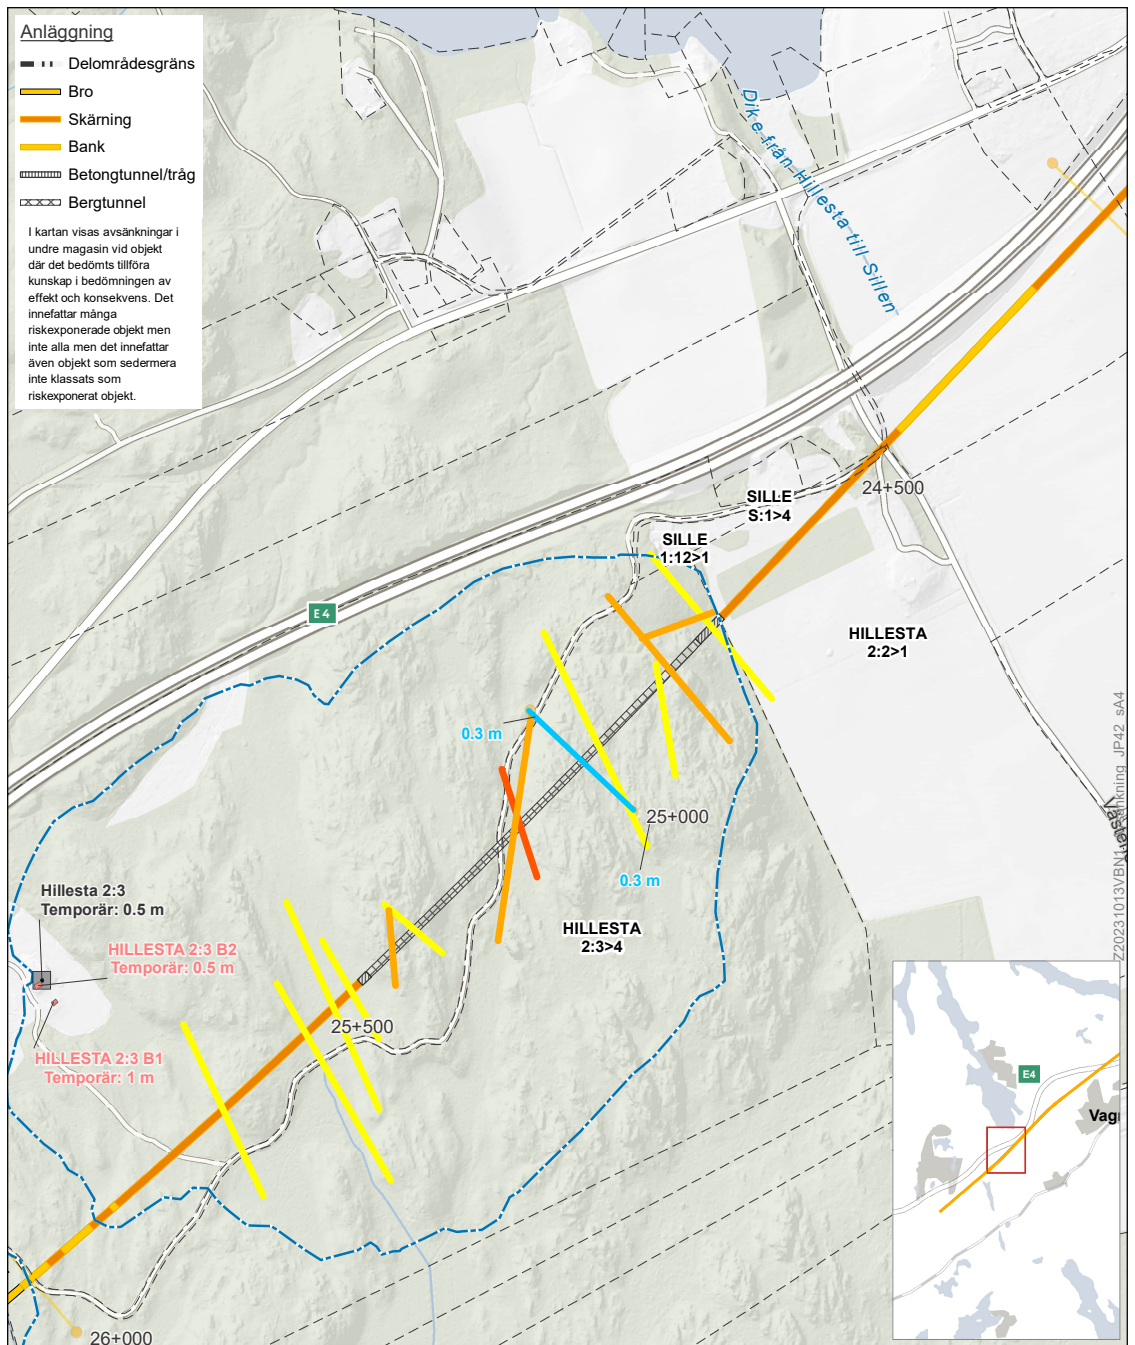 Anläggning
Delområdesgräns
Bro
Skärning
Bank
Betongtunnel/tråg
Bergtunnel
I kartan visas avsänkningar i
undre magasin vid objekt
där det bedömts tillföra
kunskap i bedömningen av
effekt och konsekvens. Det
innefattar många
riskexponerade objekt men
inte alla men det innefattar
även objekt som sedermera
inte klassats som
riskexponerat objekt.
Dike från Hillesta till Sillen
24+500
SILLE
S:1>4
SILLE
1:12>1
E4
HILLESTA
2:2>1
0.3 m
25+000
0.3 m
Hillesta 2:3
Temporär: 0.5 m
HILLESTA 2:3 B2
Temporär: 0.5 m
HILLESTA
2:3>4
25+500
HILLESTA 2:3 B1
Temporär: 1 m
26+000
E4
JP42_sA4